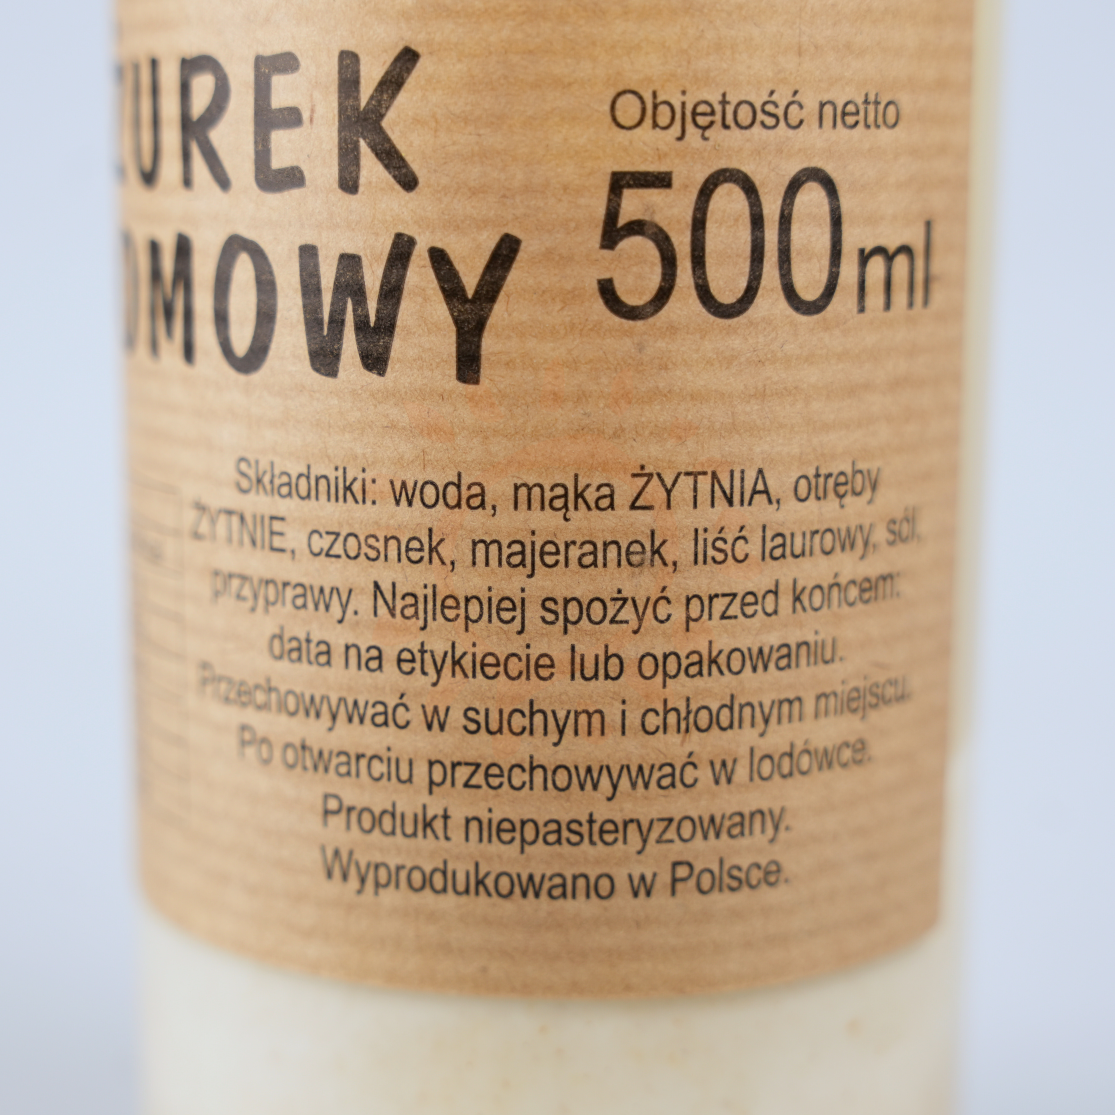 ŻUREK
DOMOWY
Objętość netto
500ml
Składniki: woda, mąka ŻYTNIA, otręby
ŻYTNIE, czosnek, majeranek, liść laurowy, sól,
przyprawy. Najlepiej spożyć przed końcem:
data na etykiecie lub opakowaniu.
Przechowywać w suchym i chłodnym miejscu.
Po otwarciu przechowywać w lodówce.
Produkt niepasteryzowany.
Wyprodukowano w Polsce.